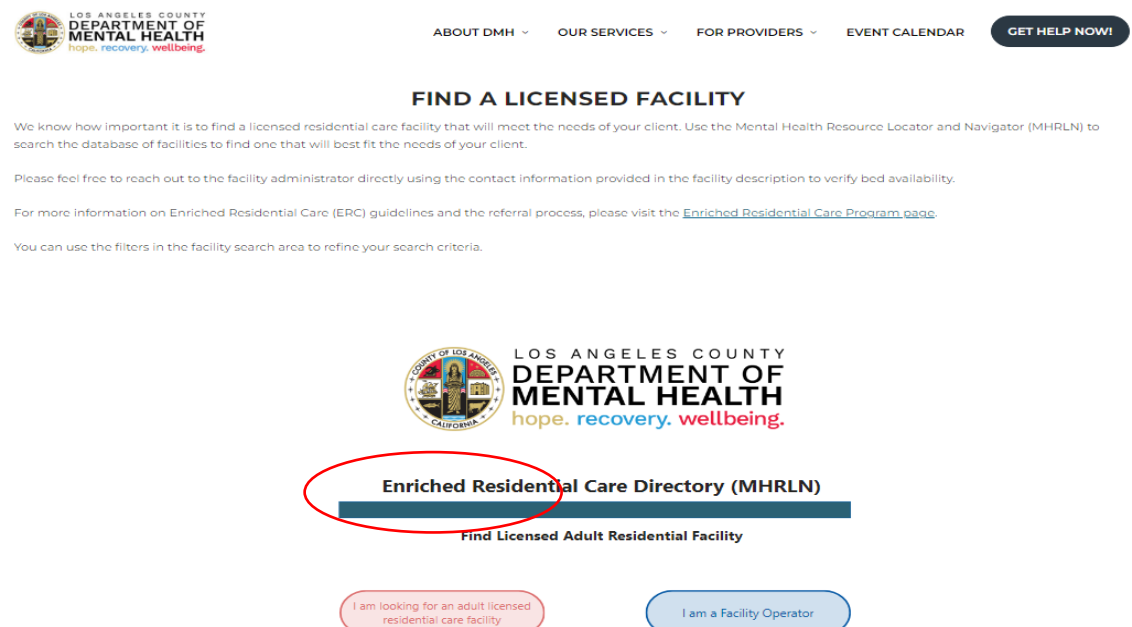 LOS ANGELES COUNTY
DEPARTMENT OF
MENTAL HEALTH
hope. recovery. wellbeing.
ABOUT DMH
OUR SERVICES
FOR PROVIDERS
EVENT CALENDAR
GET HELP NOW!
FIND A LICENSED FACILITY
We know how important it is to find a licensed residential care facility that will meet the needs of your client. Use the Mental Health Resource Locator and Navigator (MHRLN) to
search the database of facilities to find one that will best fit the needs of your client.
Please feel free to reach out to the facility administrator directly using the contact information provided in the facility description to verify bed availability.
For more information on Enriched Residential Care (ERC) guidelines and the referral process, please visit the Enriched Residential Care Program page.
You can use the filters in the facility search area to refine your search criteria.
COUNTY OF LOS ANGELES
CALIFORNIA
LOS ANGELES COUNTY
DEPARTMENT OF
MENTAL HEALTH
hope. recovery. wellbeing.
Enriched Residential Care Directory (MHRLN)
Find Licensed Adult Residential Facility
I am looking for an adult licensed
residential care facility
I am a Facility Operator